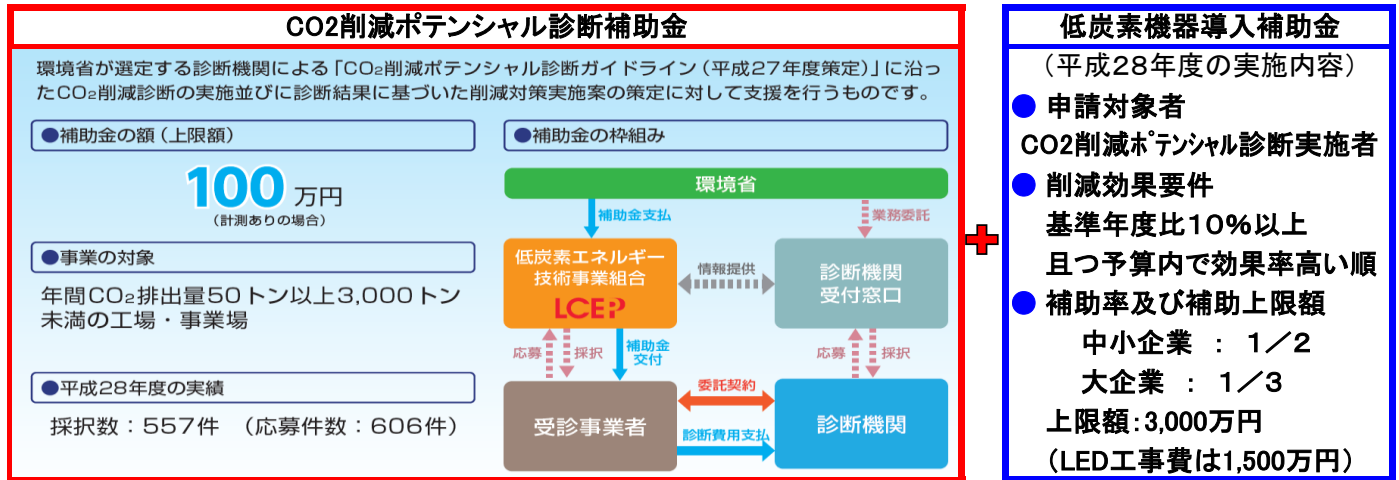 CO2削減ポテンシャル診断補助金
環境省が選定する診断機関による「CO₂削減ポテンシャル診断ガイドライン（平成27年度策定）」に沿っ
たCO₂削減診断の実施並びに診断結果に基づいた削減対策実施案の策定に対して支援を行うものです。
●補助金の額（上限額）
100万円
（計測ありの場合）
●事業の対象
年間CO₂排出量50トン以上3,000トン
未満の工場・事業場
●平成28年度の実績
採択数：557件 （応募件数：606件）
●補助金の枠組み
環境省
補助金支払
業務委託
低炭素エネルギー
技術事業組合
LCEP
情報提供
診断機関
受付窓口
応募
採択
補助金
交付
応募
採択
受診事業者
委託契約
診断費用支払
診断機関
+
低炭素機器導入補助金
（平成28年度の実施内容）
● 申請対象者
CO2削減ﾎﾟﾃﾝｼｬﾙ診断実施者
● 削減効果要件
基準年度比10％以上
且つ予算内で効果率高い順
● 補助率及び補助上限額
中小企業 ： 1／2
大企業 ： 1／3
上限額：3,000万円
（LED工事費は1,500万円）